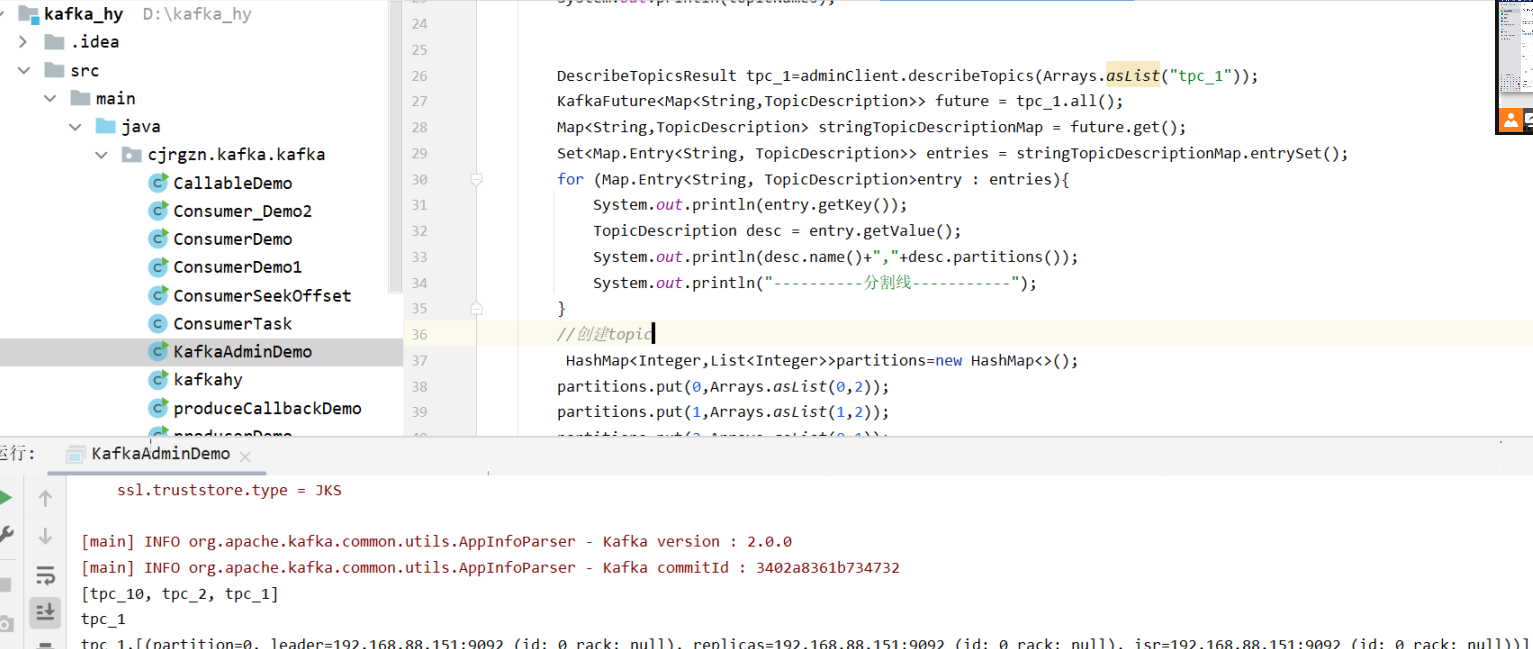 kafka_hy D:\kafka_hy
.idea
src
main
java
cjrgzn.kafka.kafka
CallableDemo
Consumer_Demo2
ConsumerDemo
ConsumerDemo1
ConsumerSeekOffset
ConsumerTask
KafkaAdminDemo
kafkahy
produceCallbackDemo
producerDemo
System.out.println(topicNames);
24
25
26 DescribeTopicsResult tpc_1=adminClient.describeTopics(Arrays.asList("tpc_1"));
27 KafkaFuture<Map<String,TopicDescription>> future = tpc_1.all();
28 Map<String,TopicDescription> stringTopicDescriptionMap = future.get();
29 Set<Map.Entry<String, TopicDescription>> entries = stringTopicDescriptionMap.entrySet();
30 for (Map.Entry<String, TopicDescription>entry : entries){
31 System.out.println(entry.getKey());
32 TopicDescription desc = entry.getValue();
33 System.out.println(desc.name()+","+desc.partitions());
34 System.out.println("----------分割线-----------");
35 }
36 //创建topic
37 HashMap<Integer,List<Integer>>partitions=new HashMap<>();
38 partitions.put(0,Arrays.asList(0,2));
39 partitions.put(1,Arrays.asList(1,2));
运行: KafkaAdminDemo
ssl.truststore.type = JKS
[main] INFO org.apache.kafka.common.utils.AppInfoParser - Kafka version : 2.0.0
[main] INFO org.apache.kafka.common.utils.AppInfoParser - Kafka commitId : 3402a8361b734732
[tpc_10, tpc_2, tpc_1]
tpc_1
tpc_1,[(partition=0, leader=192.168.88.151:9092 (id: 0 rack: null), replicas=192.168.88.151:9092 (id: 0 rack: null), isr=192.168.88.151:9092 (id: 0 rack: null))]